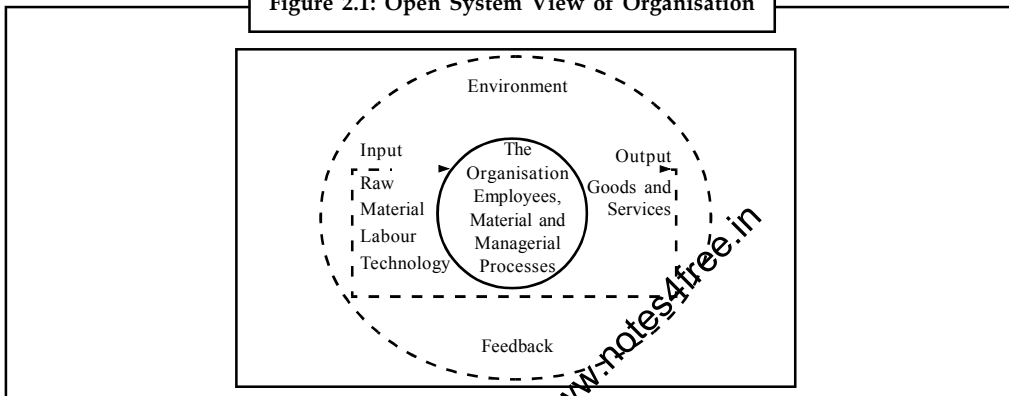 Figure 2.1: Open System View of Organisation
Environment
Input
Raw
Material
Labour
Technology
The
Organisation
Employees,
Material and
Managerial
Processes
Output
Goods and
Services
Feedback
ww.notes4free.in